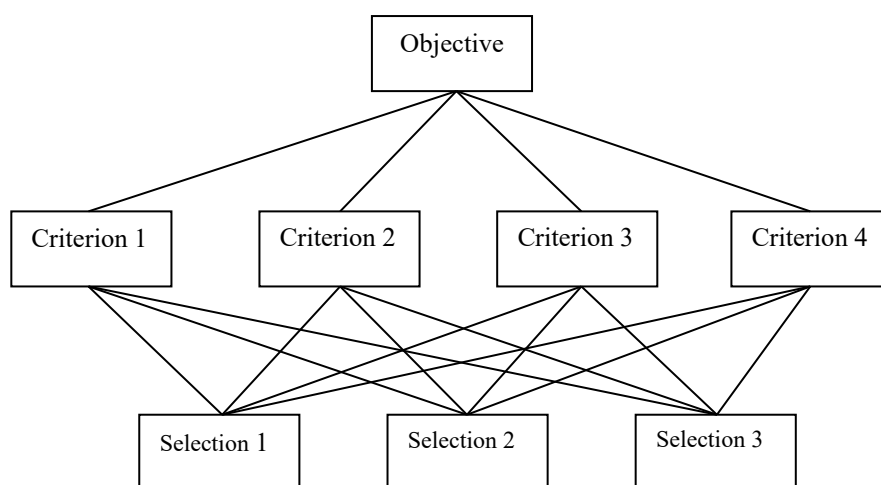 Objective
Criterion 1
Criterion 2
Criterion 3
Criterion 4
Selection 1
Selection 2
Selection 3